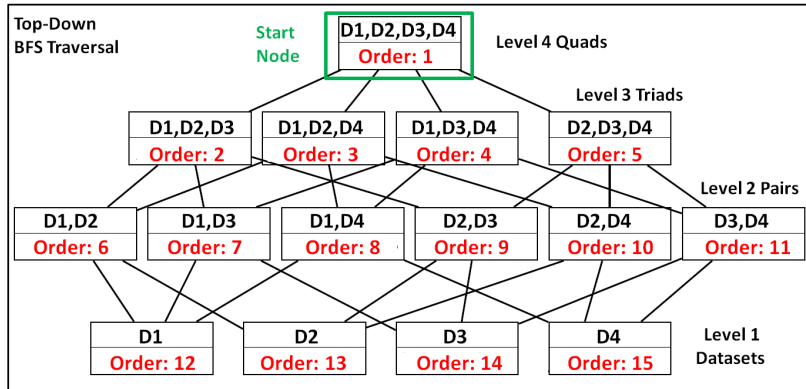 Top-Down
BFS Traversal
Start
Node
D1,D2,D3,D4
Order: 1
Level 4 Quads
Level 3 Triads
D1,D2,D3
Order: 2
D1,D2,D4
Order: 3
D1,D3,D4
Order: 4
D2,D3,D4
Order: 5
Level 2 Pairs
D1,D2
Order: 6
D1,D3
Order: 7
D1,D4
Order: 8
D2,D3
Order: 9
D2,D4
Order: 10
D3,D4
Order: 11
D1
Order: 12
D2
Order: 13
D3
Order: 14
D4
Order: 15
Level 1
Datasets